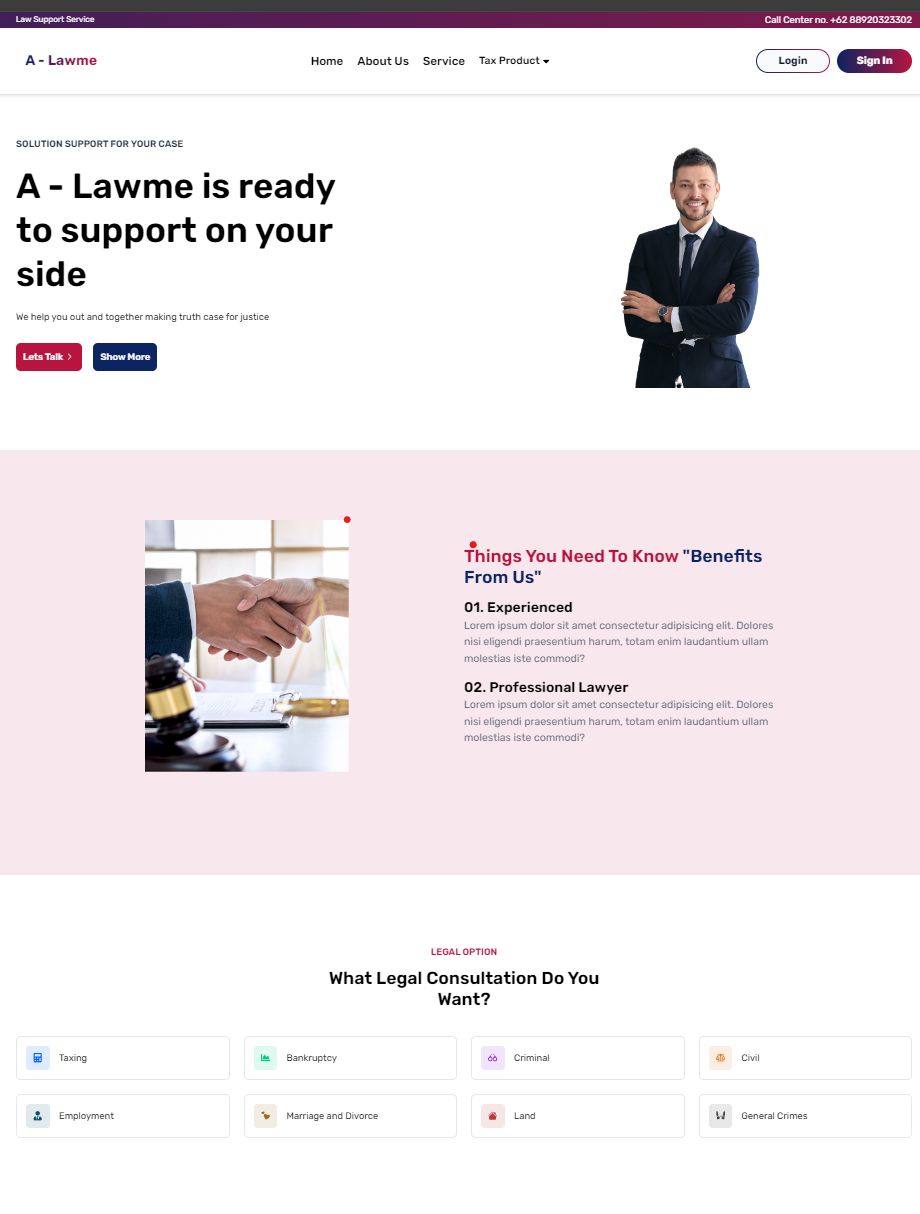 Law Support Service
Call Center no. +62 88920323302
A - Lawme
Home
About Us
Service
Tax Product
Login
Sign In
SOLUTION SUPPORT FOR YOUR CASE
A - Lawme is ready
to support on your
side
We help you out and together making truth case for justice
Lets Talk
Show More
Things You Need To Know "Benefits
From Us"
01. Experienced
Lorem ipsum dolor sit amet consectetur adipisicing elit. Dolores
nisi eligendi praesentium harum, totam enim laudantium ullam
molestias iste commodi?
02. Professional Lawyer
Lorem ipsum dolor sit amet consectetur adipisicing elit. Dolores
nisi eligendi praesentium harum, totam enim laudantium ullam
molestias iste commodi?
LEGAL OPTION
What Legal Consultation Do You
Want?
Taxing
Bankruptcy
Criminal
Civil
Employment
Marriage and Divorce
Land
General Crimes